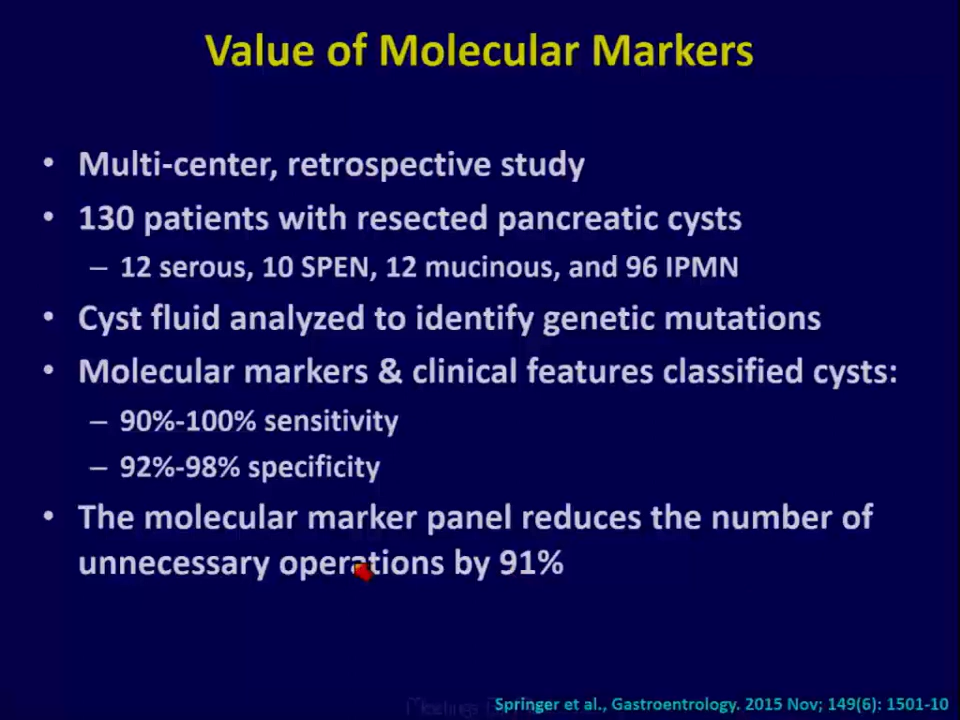 Value of Molecular Markers
• Multi-center, retrospective study
• 130 patients with resected pancreatic cysts
– 12 serous, 10 SPEN, 12 mucinous, and 96 IPMN
• Cyst fluid analyzed to identify genetic mutations
• Molecular markers & clinical features classified cysts:
– 90%-100% sensitivity
– 92%-98% specificity
• The molecular marker panel reduces the number of
unnecessary operations by 91%
Springer et al., Gastroenterology. 2015 Nov; 149(6): 1501-10